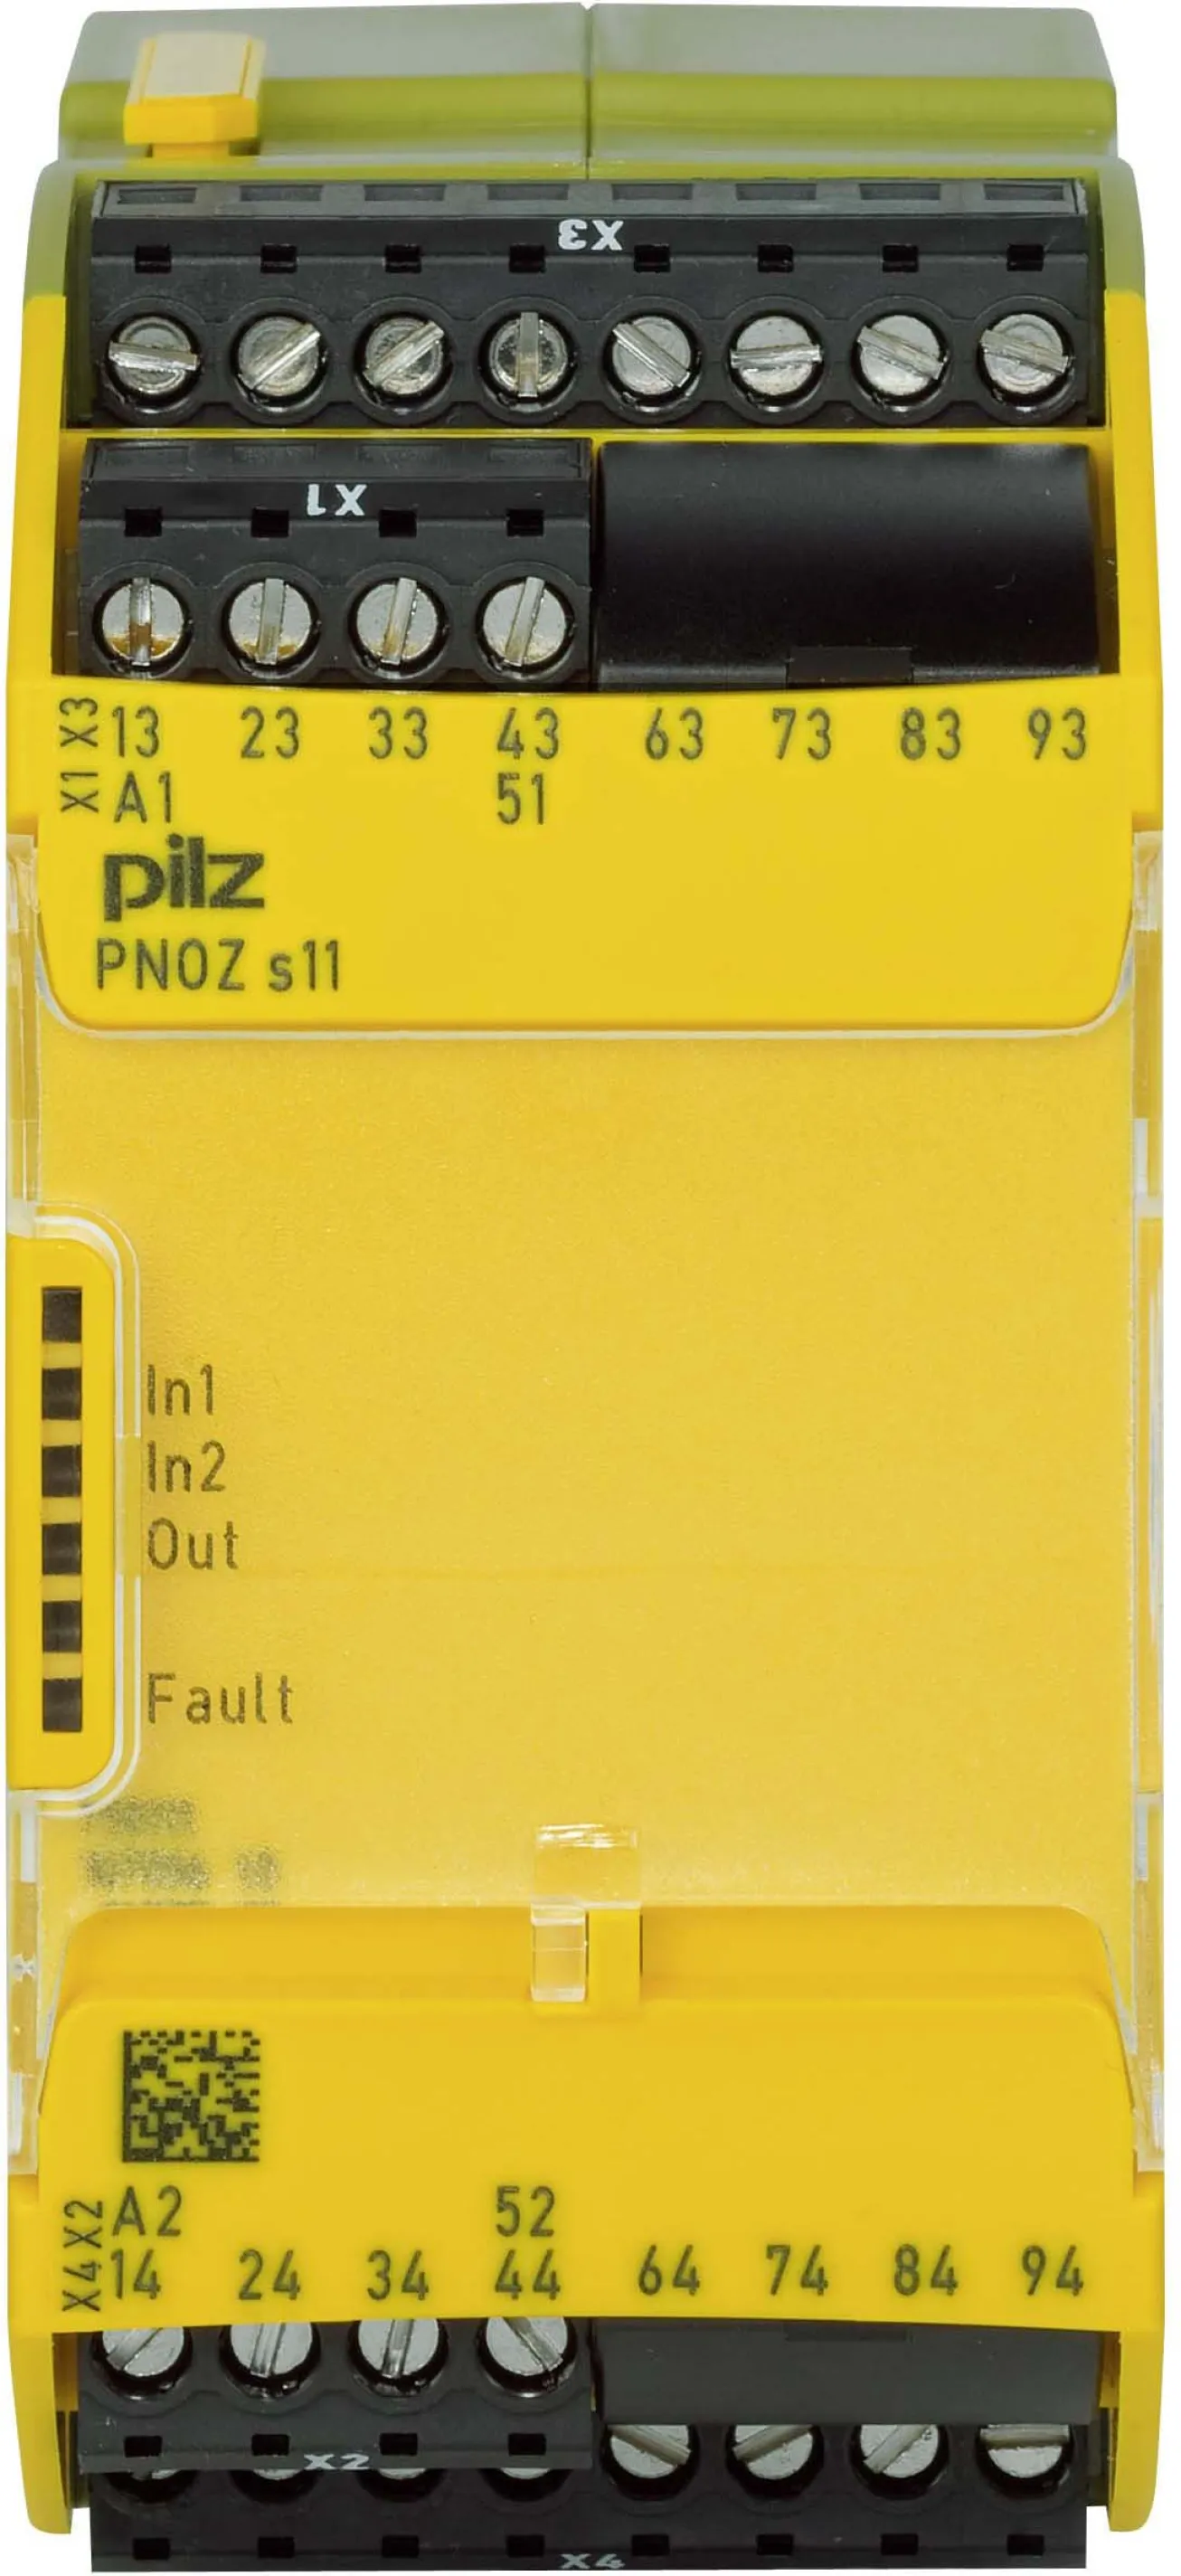 X3
X1
X3 13 23 33 43 63 73 83 93
X1 A1 51
pilz
PNOZ s11
In1
In2
Out
Fault
X2 A2 52
X4 14 24 34 44 64 74 84 94
X2
X4